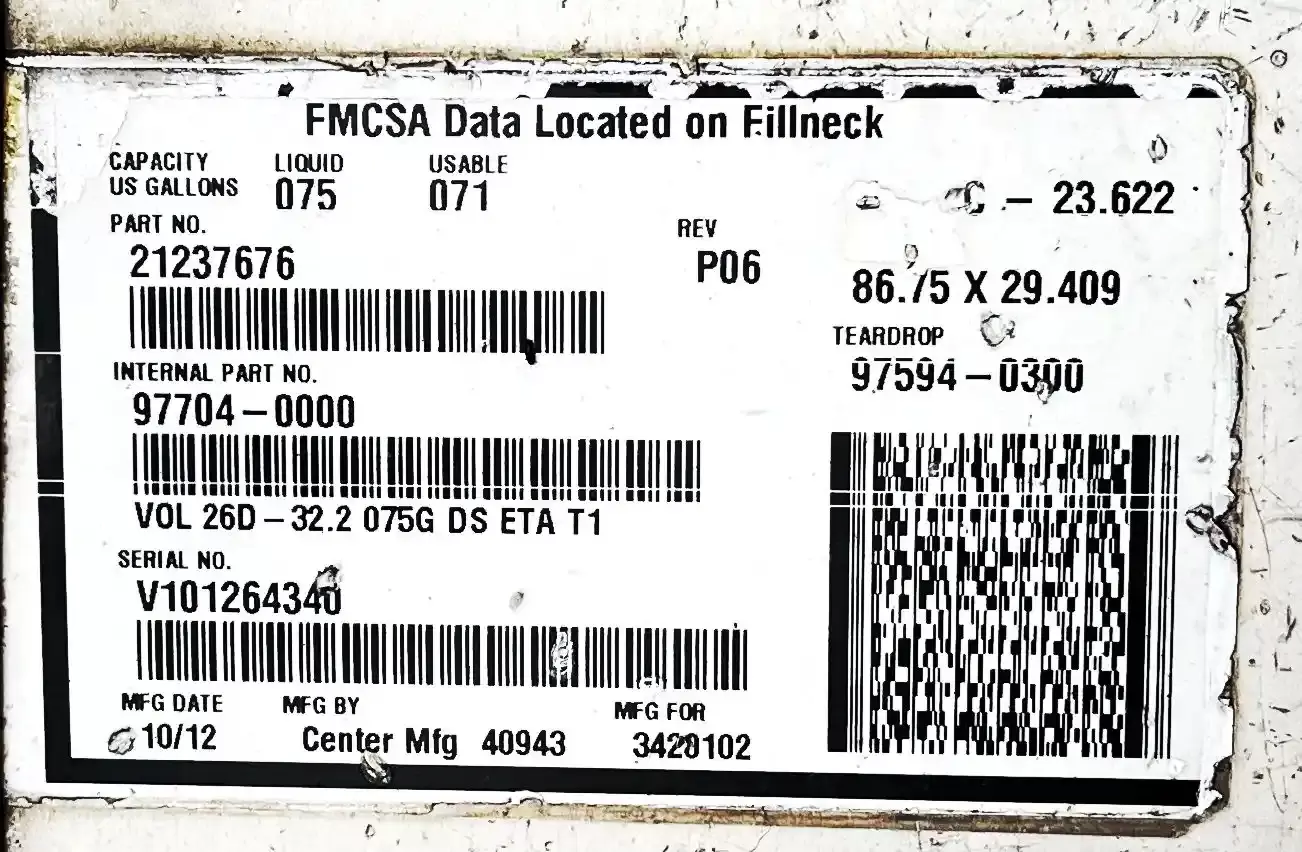 FMCSA Data Located on Fillneck
CAPACITY US GALLONS
LIQUID 075
USABLE 071
PART NO.
21237676
REV
P06
– 23.622
86.75 X 29.409
TEARDROP
97594–0300
INTERNAL PART NO.
97704–0000
VOL 26D–32.2 075G DS ETA T1
SERIAL NO.
V101264340
MFG DATE
10/12
MFG BY
Center Mfg 40943
MFG FOR